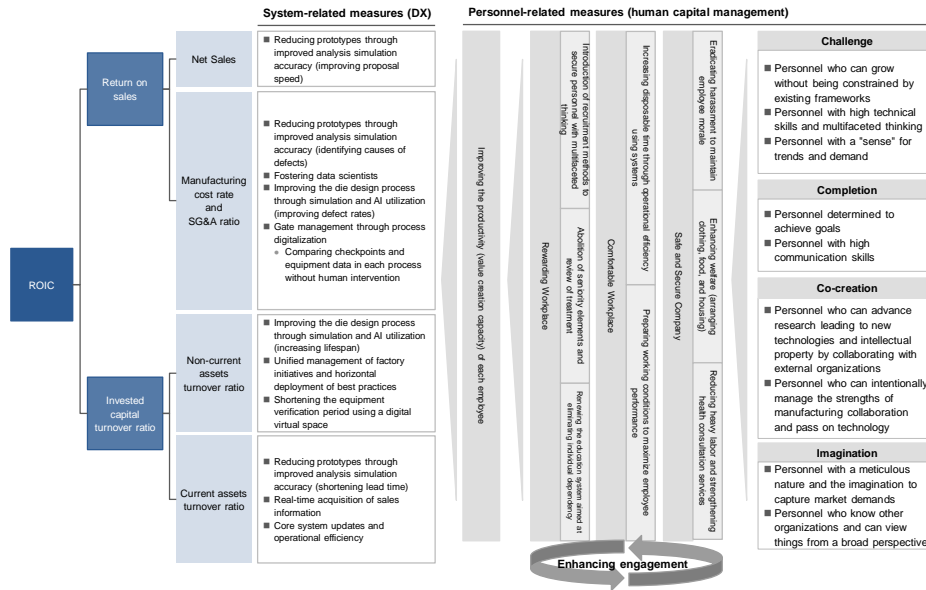 System-related measures (DX)
Personnel-related measures (human capital management)
ROIC
Return on
sales
Net Sales
■ Reducing prototypes through
improved analysis simulation
accuracy (improving proposal
speed)
Manufacturing
cost rate
and
SG&A ratio
■ Reducing prototypes through
improved analysis simulation
accuracy (identifying causes of
defects)
■ Fostering data scientists
■ Improving the die design process
through simulation and AI utilization
(improving defect rates)
■ Gate management through process
digitalization
● Comparing checkpoints and
equipment data in each process
without human intervention
Invested
capital
turnover ratio
Non-current
assets
turnover ratio
■ Improving the die design process
through simulation and AI utilization
(increasing lifespan)
■ Unified management of factory
initiatives and horizontal
deployment of best practices
■ Shortening the equipment
verification period using a digital
virtual space
Current assets
turnover ratio
■ Reducing prototypes through
improved analysis simulation
accuracy (shortening lead time)
■ Real-time acquisition of sales
information
■ Core system updates and
operational efficiency
Improving the productivity (value creation capacity) of each employee
Rewarding Workplace
Introduction of recruitment methods to
secure personnel with multifaceted
thinking
Abolition of seniority elements and
review of treatment
Renewing the education system aimed at
eliminating individual dependency
Comfortable Workplace
Increasing disposable time through operational efficiency
using systems
Preparing working conditions to maximize employee
performance
Safe and Secure Company
Eradicating harassment to maintain
employee morale
Enhancing welfare (arranging
clothing, food, and housing)
Reducing heavy labor and strengthening
health consultation services
Enhancing engagement
Challenge
■ Personnel who can grow
without being constrained by
existing frameworks
■ Personnel with high technical
skills and multifaceted thinking
■ Personnel with a "sense" for
trends and demand
Completion
■ Personnel determined to
achieve goals
■ Personnel with high
communication skills
Co-creation
■ Personnel who can advance
research leading to new
technologies and intellectual
property by collaborating with
external organizations
■ Personnel who can intentionally
manage the strengths of
manufacturing collaboration
and pass on technology
Imagination
■ Personnel with a meticulous
nature and the imagination to
capture market demands
■ Personnel who know other
organizations and can view
things from a broad perspective